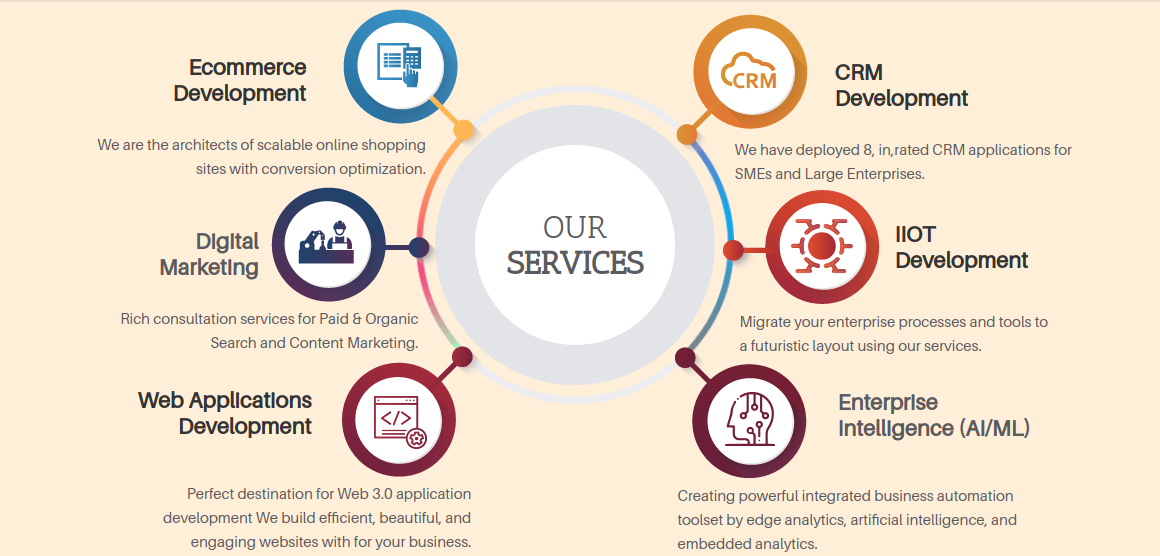 Ecommerce
Development
We are the architects of scalable online shopping
sites with conversion optimization.
CRM
CRM
Development
We have deployed 8, in,rated CRM applications for
SMEs and Large Enterprises.
Digital
Marketing
Rich consultation services for Paid & Organic
Search and Content Marketing.
OUR
SERVICES
IIOT
Development
Migrate your enterprise processes and tools to
a futuristic layout using our services.
Web Applications
Development
</>
Perfect destination for Web 3.0 application
development We build efficient, beautiful, and
engaging websites with for your business.
Enterprise
Intelligence (AI/ML)
Creating powerful integrated business automation
toolset by edge analytics, artificial intelligence, and
embedded analytics.